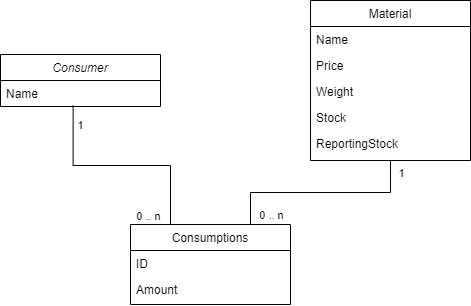 Material
Name
Price
Weight
Stock
ReportingStock
Consumer
Name
1
1
0 .. n
0 .. n
Consumptions
ID
Amount